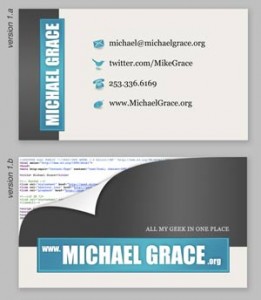 version 1.a
MICHAEL GRACE
michael@michaelgrace.org
twitter.com/MikeGrace
253.336.6169
www.MichaelGrace.org
version 1.b
ALL MY GEEK IN ONE PLACE
www. MICHAEL GRACE .org